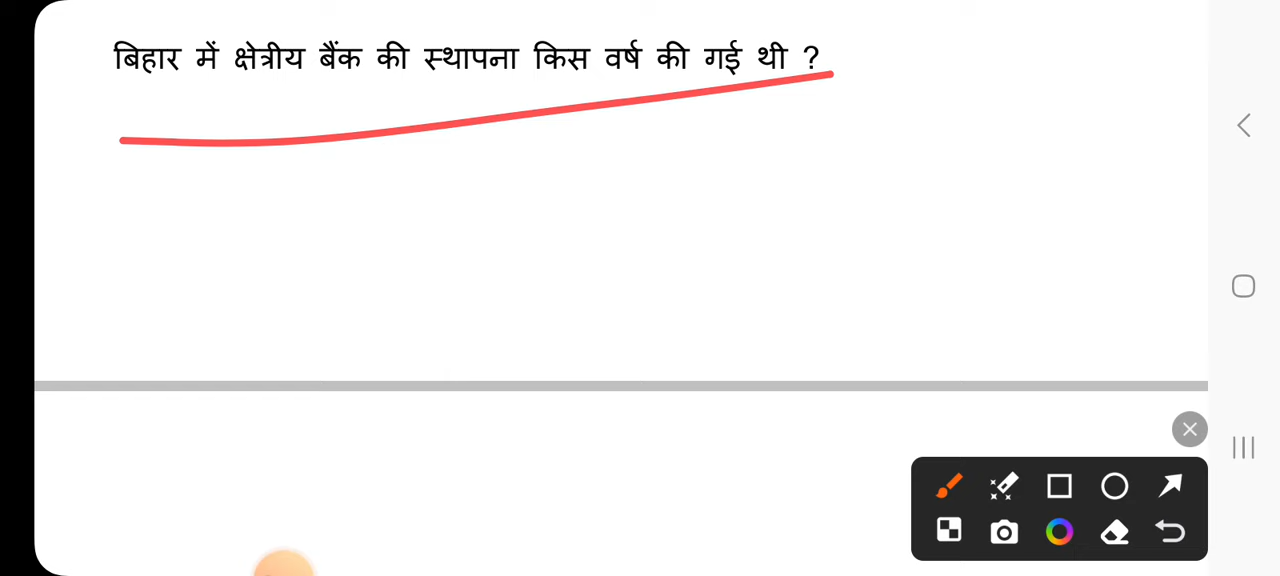 बिहार में क्षेत्रीय बैंक की स्थापना किस वर्ष की गई थी ?